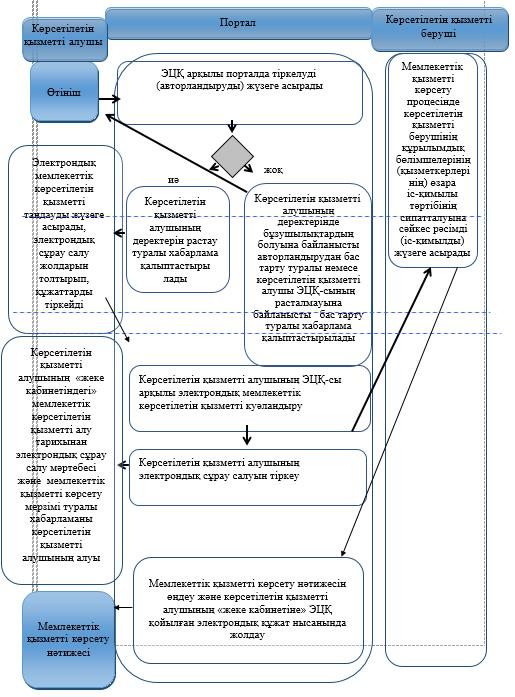 Көрсетілетін қызметті алушы
Портал
Көрсетілетін қызметті
беруші
Өтініш
ЭЦҚ арқылы порталда тіркелуді
(авторландыруды) жүзеге асырады
иә
жоқ
Мемлекеттік
қызметті
көрсету
процесінде
көрсетілетін
қызметті
берушінің
құрылымдық
бөлімшелерінің
(қызметкерлері
нің) өзара
іс-қимылы
тәртібінің
сипатталуына
сәйкес рәсімді
(іс-қимылды)
жүзеге асырады
Электрондық
мемлекеттік
көрсетілетін
қызметті
таңдауды жүзеге
асырады,
электрондық
сұрау салу
жолдарын
толтырып,
құжаттарды
тіркейді
Көрсетілетін
қызметті
алушының
деректерін растау
туралы хабарлама
қалыптастыры
лады
Көрсетілетін қызметті
алушының
деректерінде
бұзушылықтардың
болуына байланысты
авторландырудан бас
тарту туралы немесе
көрсетілетін қызметті
алушы ЭЦҚ-сының
расталмауына
байланысты бас тарту
туралы хабарлама
қалыптастырылады
Көрсетілетін
қызметті
алушының «жеке
кабинетіндегі»
мемлекеттік
көрсетілетін
қызметті алу
тарихынан
электрондық сұрау
салу мәртебесі
және мемлекеттік
қызметті көрсету
мерзімі туралы
хабарламаны
көрсетілетін
қызметті
алушының алуы
Көрсетілетін қызметті алушының ЭЦҚ-сы
арқылы электрондық мемлекеттік
көрсетілетін қызметті куәландыру
Көрсетілетін қызметті алушының
электрондық сұрау салуын тіркеу
Мемлекеттік қызметті көрсету нәтижесін
өңдеу және көрсетілетін қызметті
алушының «жеке кабинетіне» ЭЦҚ
қойылған электрондық құжат нысанында
жолдау
Мемлекеттік
қызметті көрсету
нәтижесі